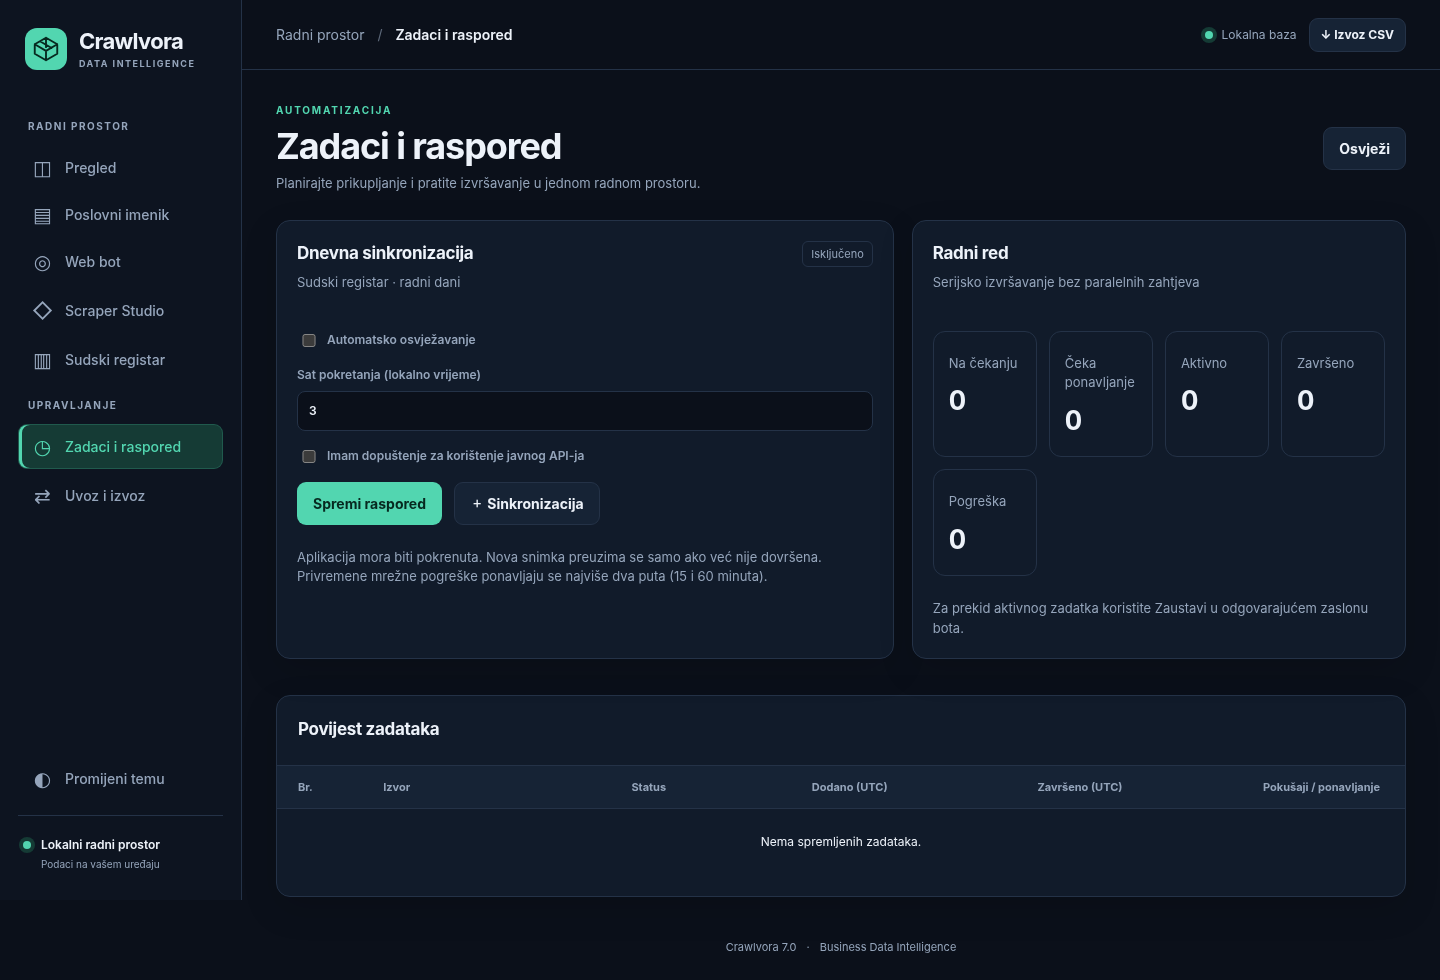 Crawlvora
DATA INTELLIGENCE
RADNI PROSTOR
Pregled
Poslovni imenik
Web bot
Scraper Studio
Sudski registar
UPRAVLJANJE
Zadaci i raspored
Uvoz i izvoz
Promijeni temu
Lokalni radni prostor
Podaci na vašem uređaju
Radni prostor / Zadaci i raspored
Lokalna baza
↓ Izvoz CSV
AUTOMATIZACIJA
Zadaci i raspored
Planirajte prikupljanje i pratite izvršavanje u jednom radnom prostoru.
Osvježi
Dnevna sinkronizacija
Isključeno
Sudski registar · radni dani
Automatsko osvježavanje
Sat pokretanja (lokalno vrijeme)
3
Imam dopuštenje za korištenje javnog API-ja
Spremi raspored
+ Sinkronizacija
Aplikacija mora biti pokrenuta. Nova snimka preuzima se samo ako već nije dovršena.
Privremene mrežne pogreške ponavljaju se najviše dva puta (15 i 60 minuta).
Radni red
Serijsko izvršavanje bez paralelnih zahtjeva
Na čekanju
0
Čeka
ponavljanje
0
Aktivno
0
Završeno
0
Pogreška
0
Za prekid aktivnog zadatka koristite Zaustavi u odgovarajućem zaslonu
bota.
Povijest zadataka
Br. Izvor Status Dodano (UTC) Završeno (UTC) Pokušaji / ponavljanje
Nema spremljenih zadataka.
Crawlvora 7.0 · Business Data Intelligence